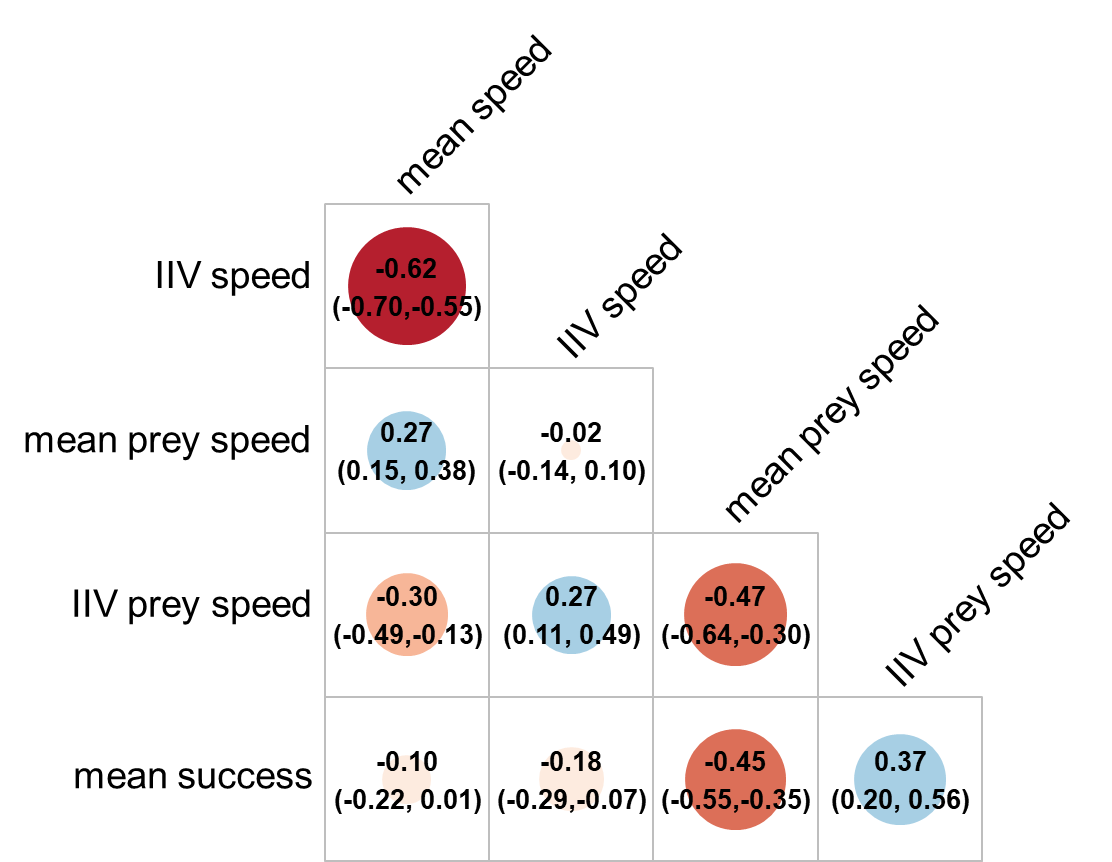 mean speed
IIV speed
-0.62
(-0.70,-0.55)
IIV speed
mean prey speed
0.27
(0.15, 0.38)
-0.02
(-0.14, 0.10)
mean prey speed
IIV prey speed
-0.30
(-0.49,-0.13)
0.27
(0.11, 0.49)
-0.47
(-0.64,-0.30)
IIV prey speed
mean success
-0.10
(-0.22, 0.01)
-0.18
(-0.29,-0.07)
-0.45
(-0.55,-0.35)
0.37
(0.20, 0.56)